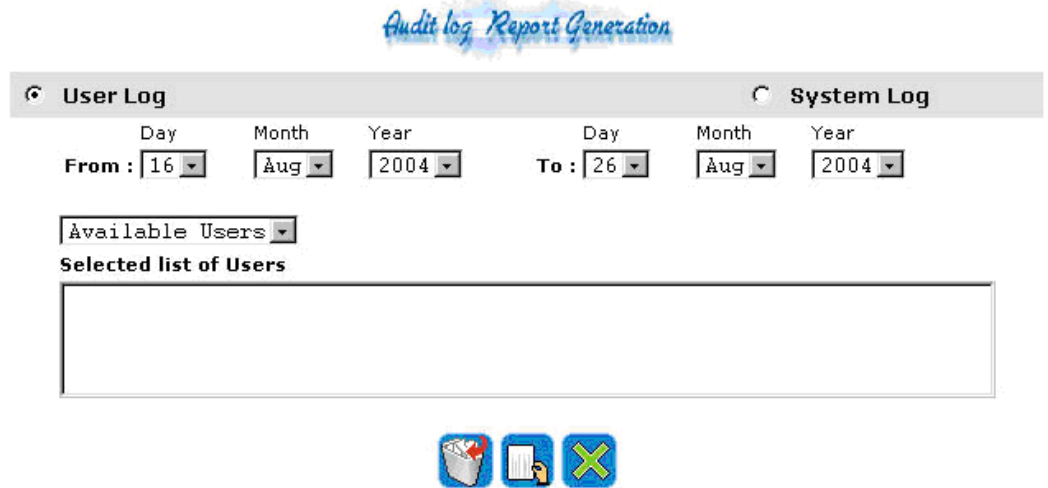 Audit log Report Generation
User Log System Log
Day Month Year Day Month Year
From : 16 Aug 2004 To : 26 Aug 2004
Available Users
Selected list of Users